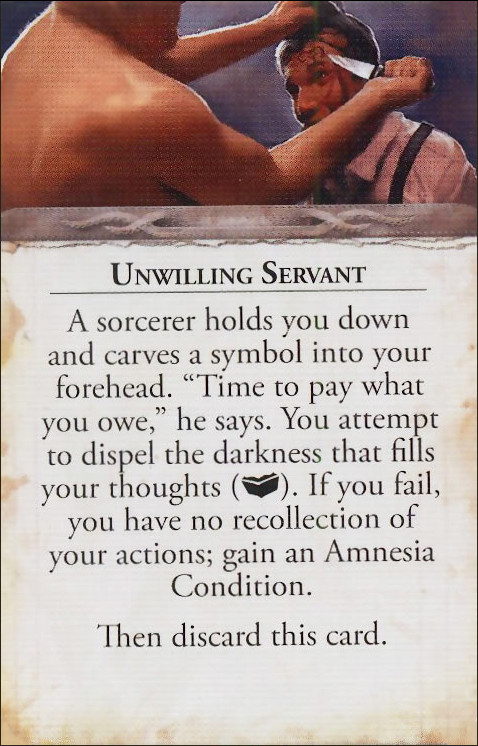 UNWILLING SERVANT
A sorcerer holds you down
and carves a symbol into your
forehead. “Time to pay what
you owe,” he says. You attempt
to dispel the darkness that fills
your thoughts (). If you fail,
you have no recollection of
your actions; gain an Amnesia
Condition.
Then discard this card.